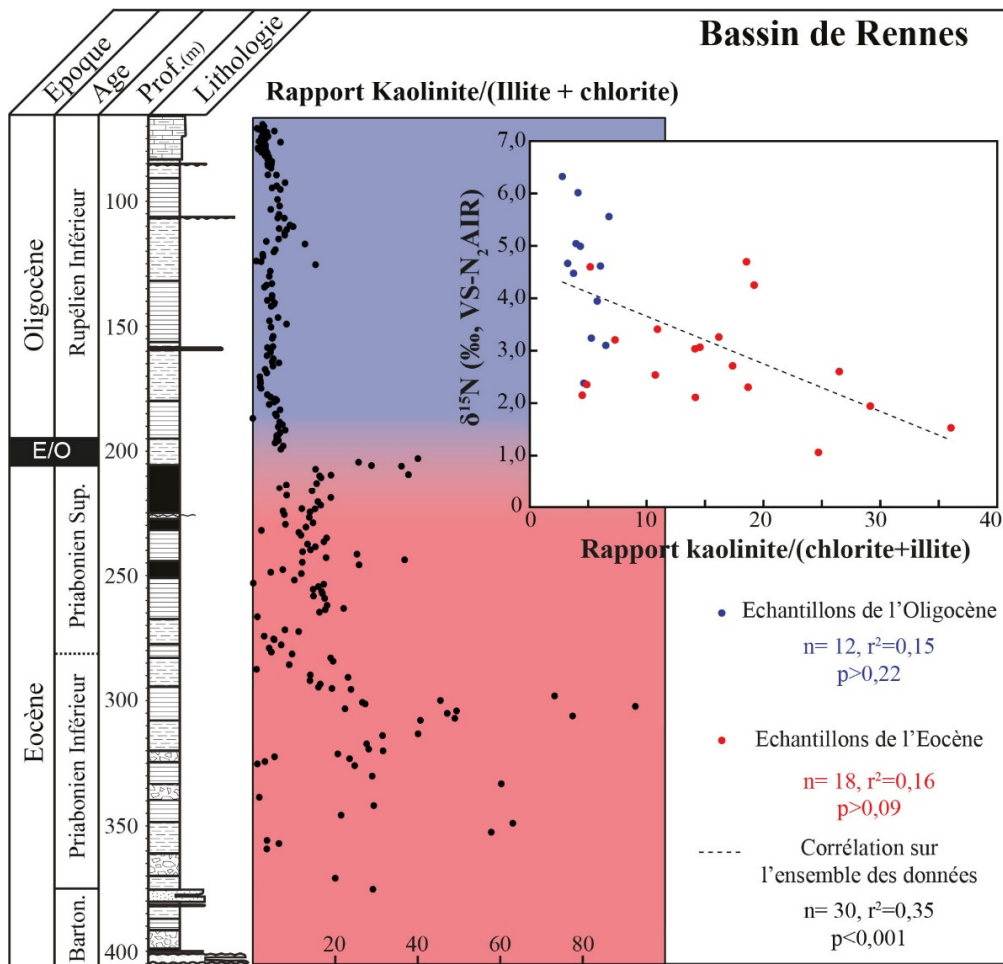 Bassin de Rennes
Epoque
Age
Prof.(m)
Lithologie
Rapport Kaolinite/(Illite + chlorite)
Oligocène
Rupélien Inférieur
E/O
Eocène
Priabonien Sup.
Priabonien Inférieur
Barton.
100
150
200
250
300
350
400
20
40
60
80
δ¹⁵N (‰, VS-N₂AIR)
7,0
6,0
5,0
4,0
3,0
2,0
1,0
0
0
10
20
30
40
Rapport kaolinite/(chlorite+illite)
Echantillons de l’Oligocène
n= 12, r²=0,15
p>0,22
Echantillons de l’Eocène
n= 18, r²=0,16
p>0,09
Corrélation sur
l’ensemble des données
n= 30, r²=0,35
p<0,001